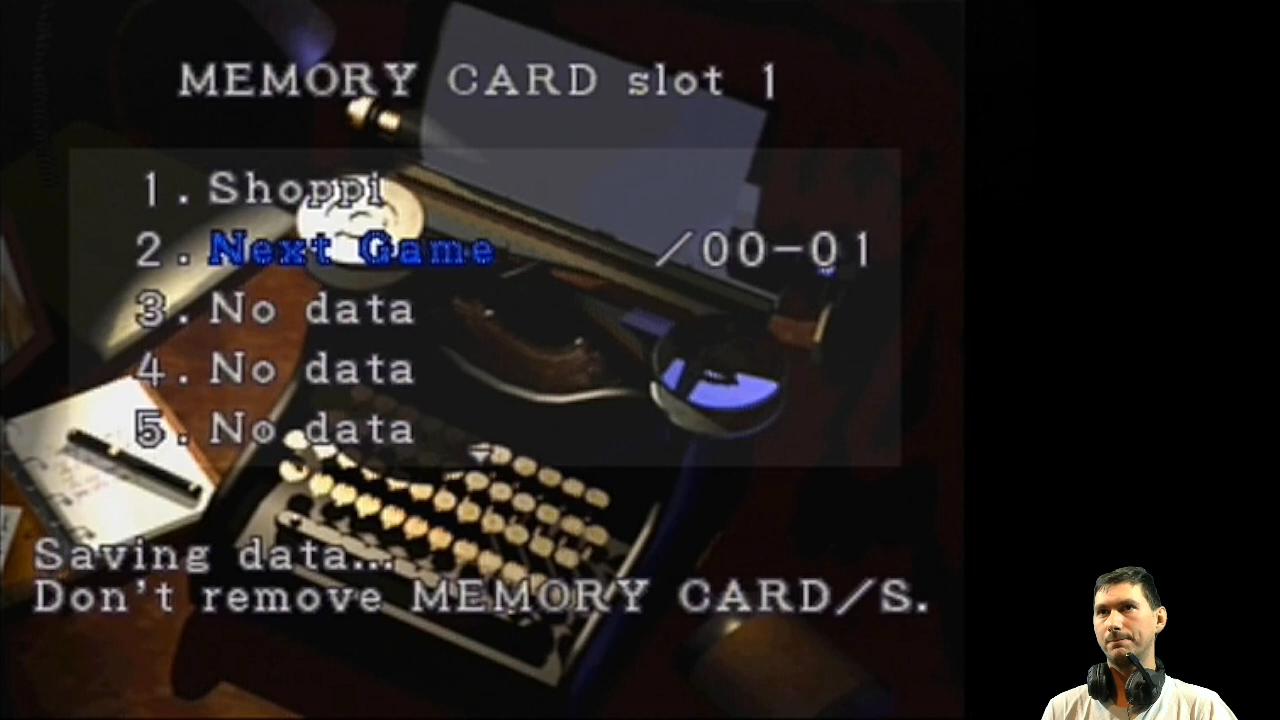 MEMORY CARD slot 1
1. Shoppi
2. Next Game /00-01
3. No data
4. No data
5. No data
Saving data...
Don't remove MEMORY CARD/S.